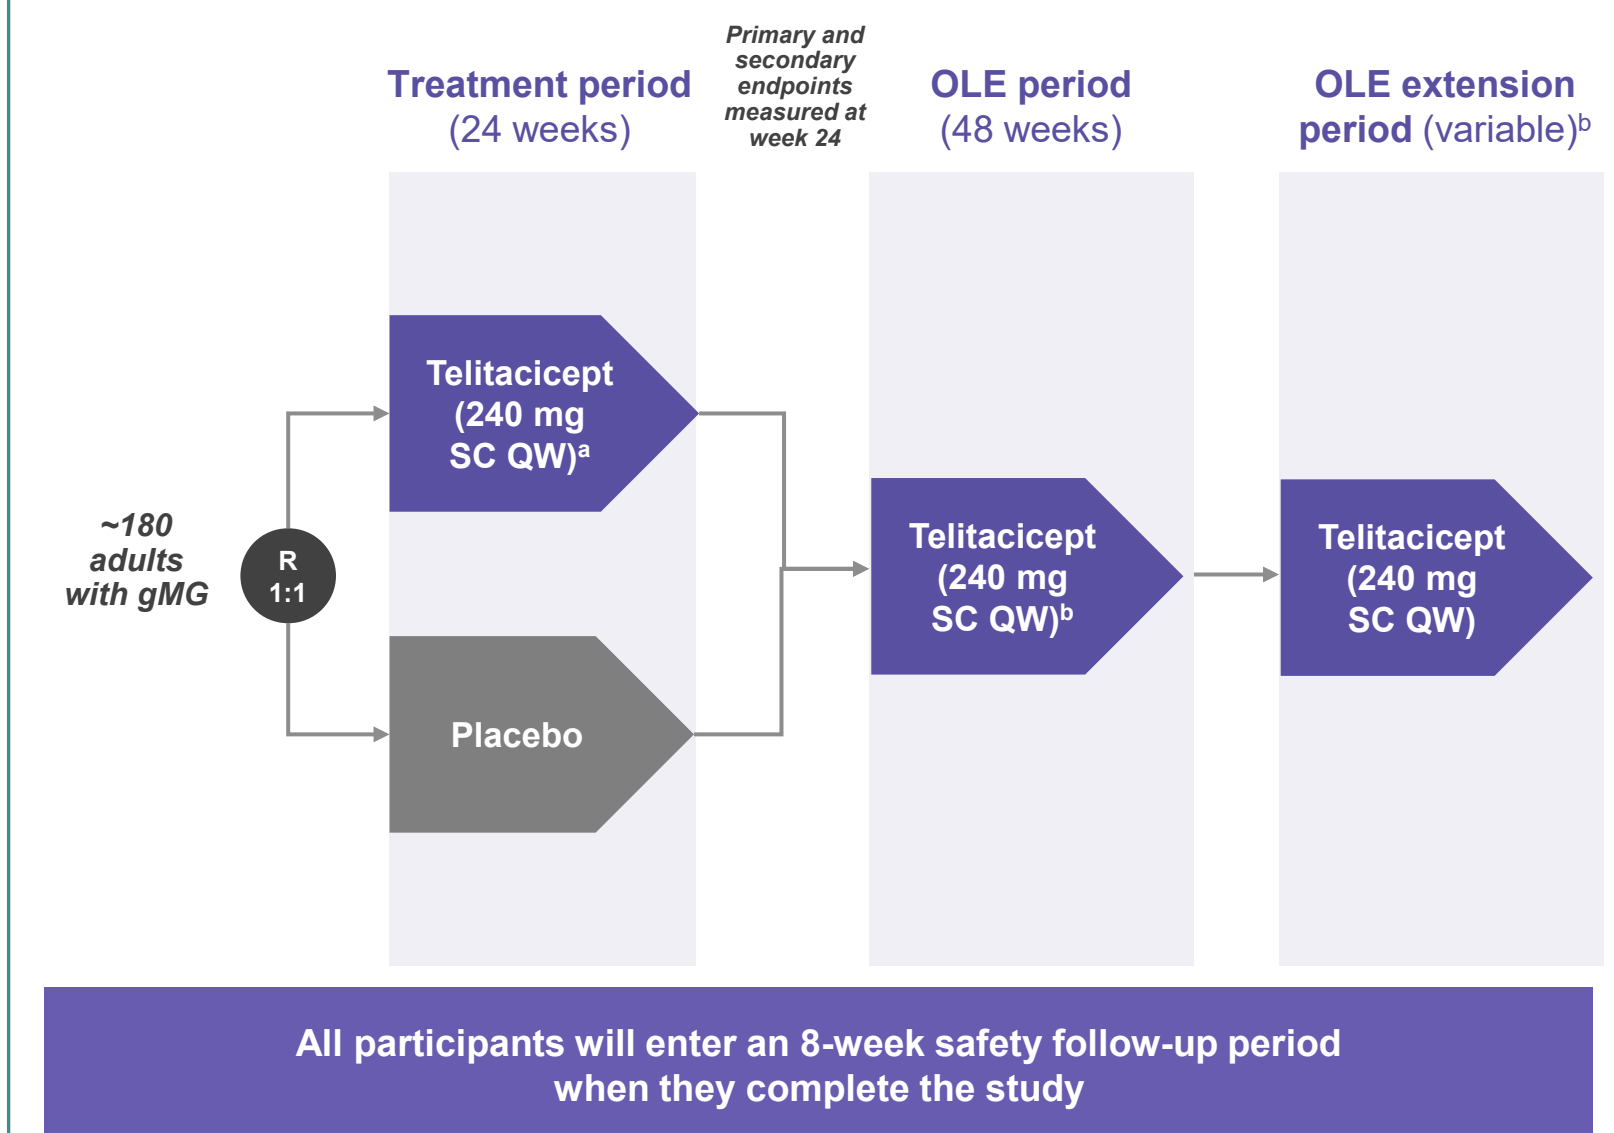 Treatment period
(24 weeks)
Primary and
secondary
endpoints
measured at
week 24
OLE period
(48 weeks)
OLE extension
period (variable)ᵇ
~180
adults
with gMG
R
1:1
Telitacicept
(240 mg
SC QW)ᵃ
Placebo
Telitacicept
(240 mg
SC QW)ᵇ
Telitacicept
(240 mg
SC QW)
All participants will enter an 8-week safety follow-up period
when they complete the study